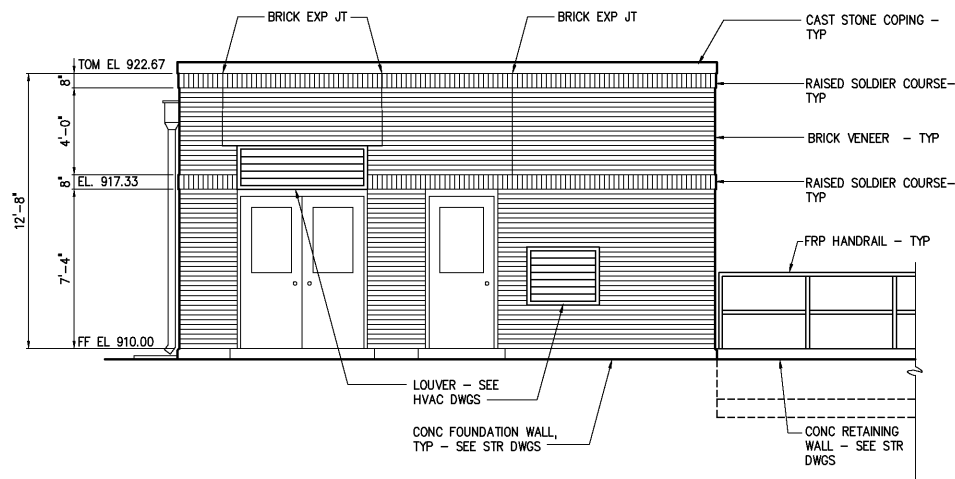 BRICK EXP JT
BRICK EXP JT
CAST STONE COPING –
TYP
TOM EL 922.67
8"
RAISED SOLDIER COURSE–
TYP
4'-0"
BRICK VENEER – TYP
8"
EL. 917.33
RAISED SOLDIER COURSE–
TYP
12'-8"
7'-4"
FRP HANDRAIL – TYP
FF EL 910.00
LOUVER – SEE
HVAC DWGS
CONC FOUNDATION WALL,
TYP – SEE STR DWGS
CONC RETAINING
WALL – SEE STR
DWGS